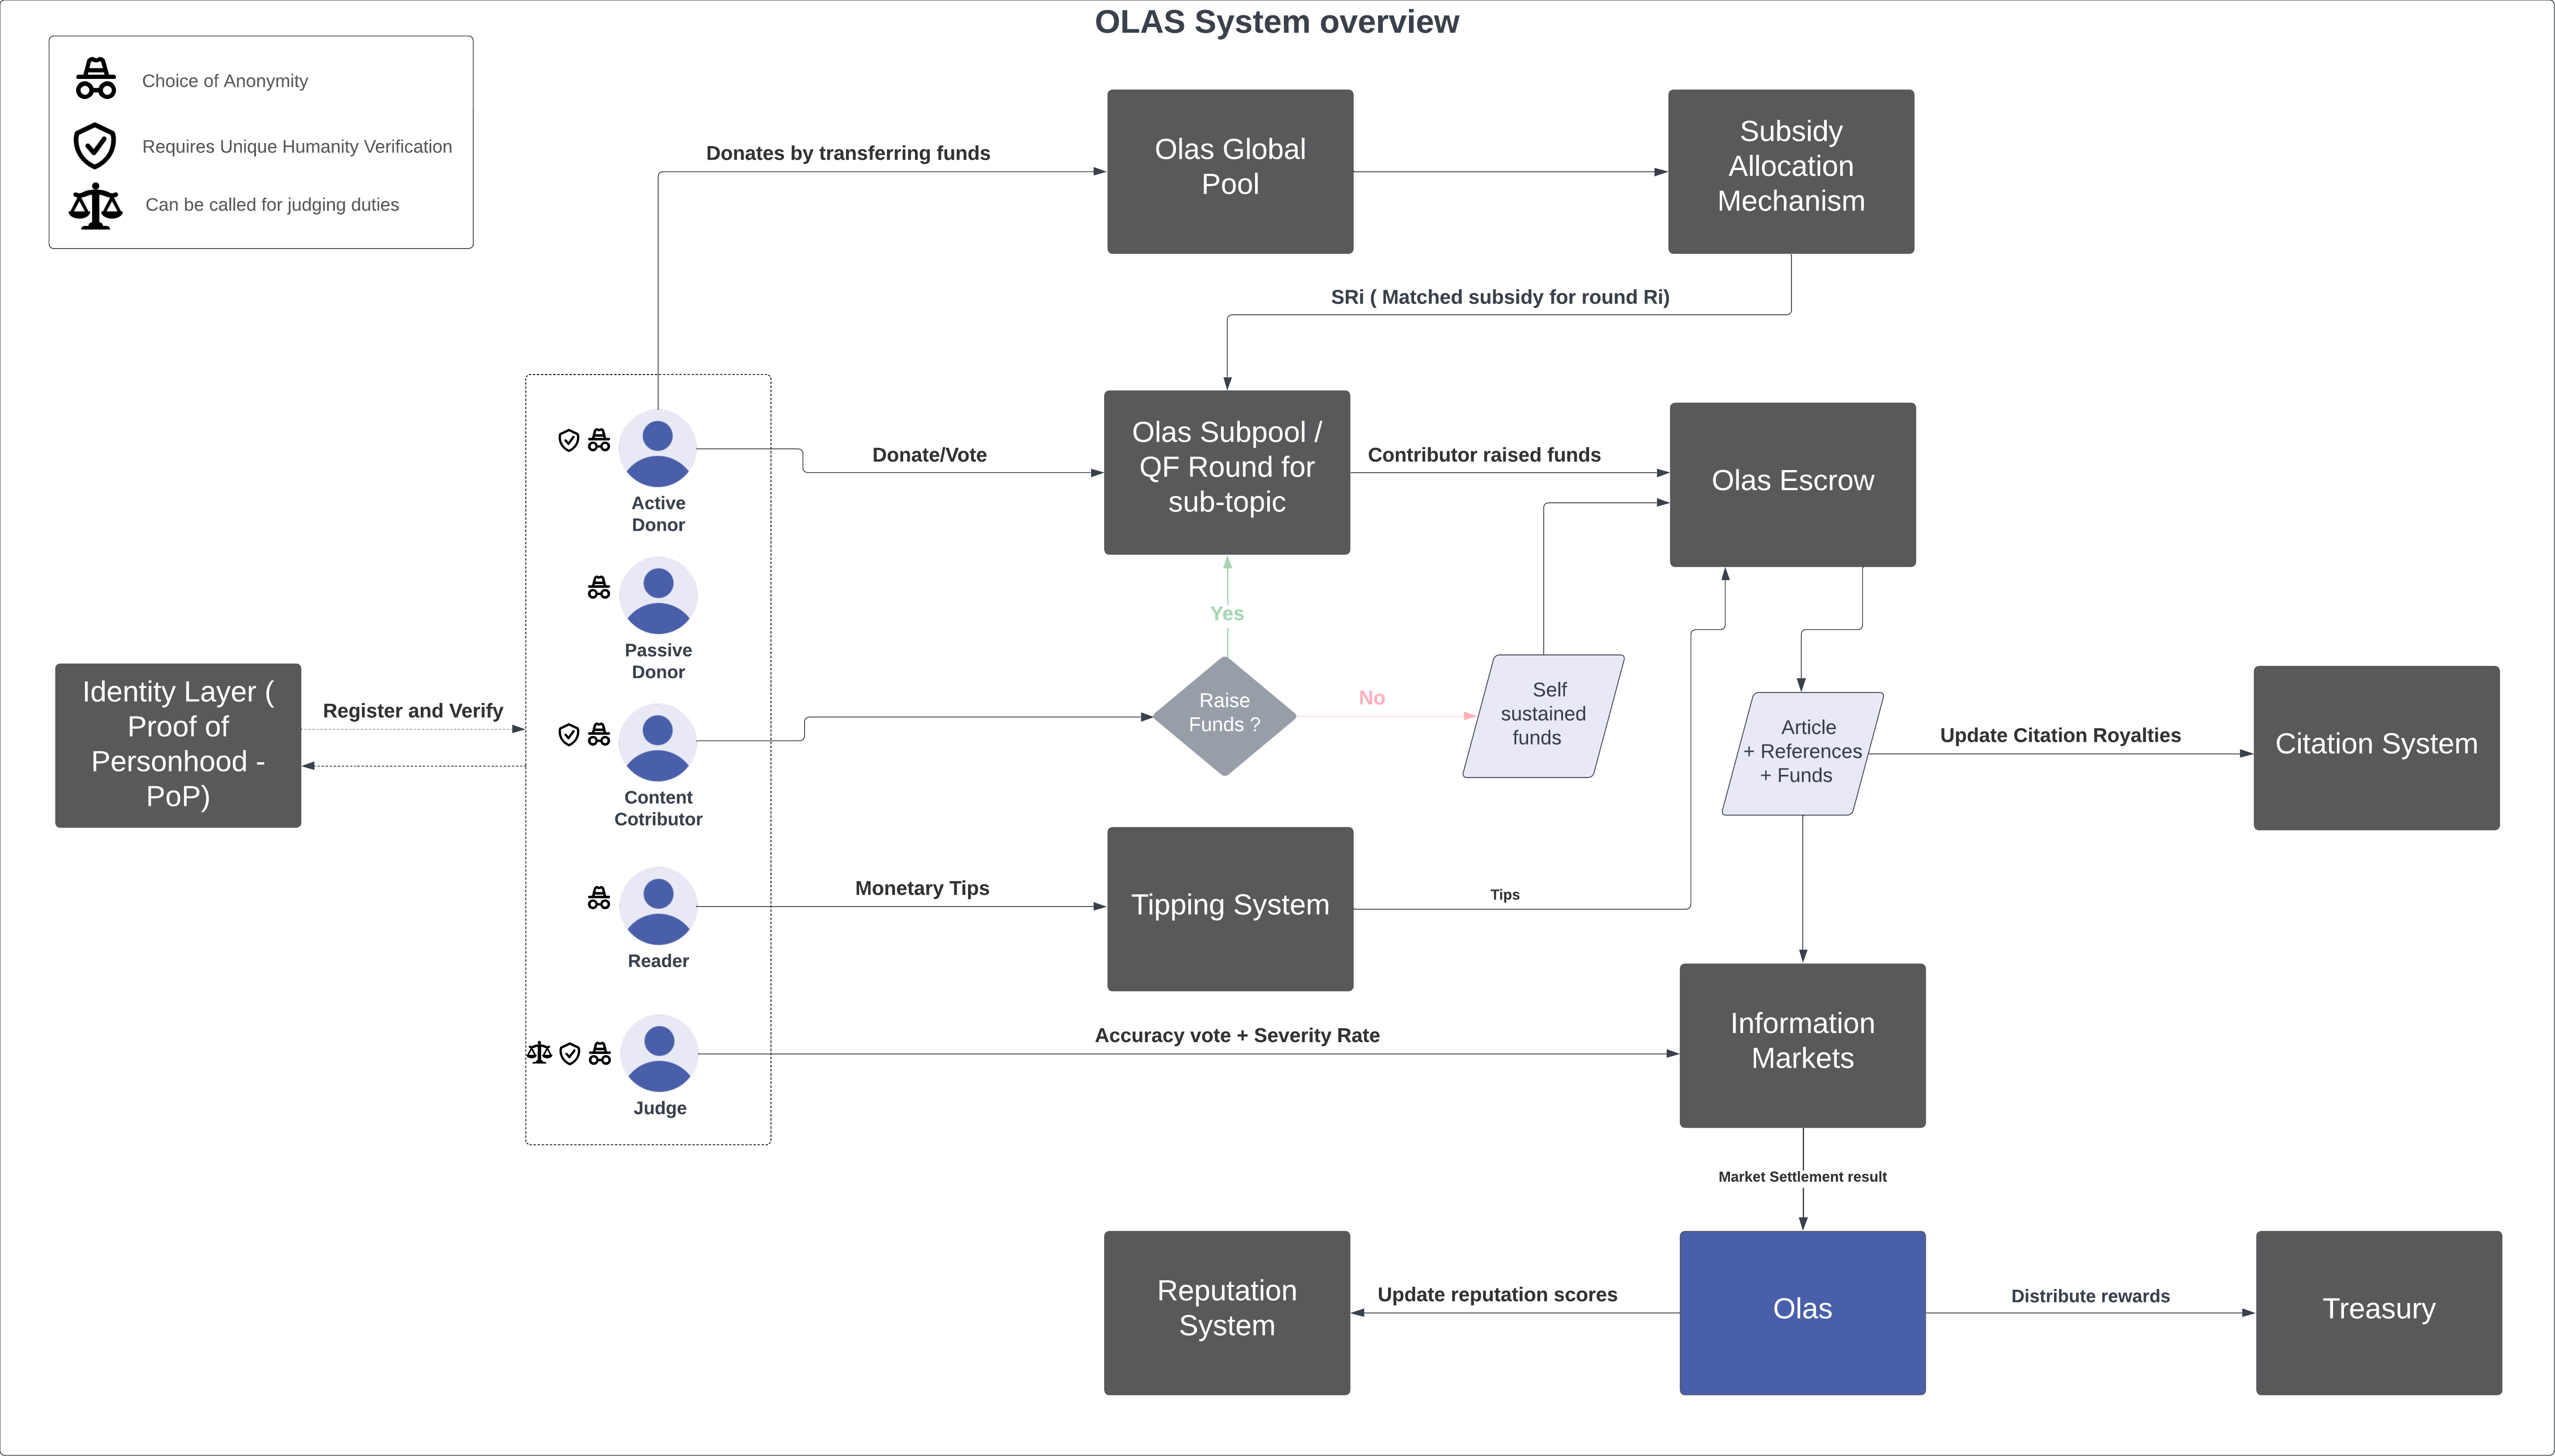 OLAS System overview
Choice of Anonymity
Requires Unique Humanity Verification
Can be called for judging duties
Donates by transferring funds
Olas Global
Pool
Subsidy
Allocation
Mechanism
SRi ( Matched subsidy for round Ri)
Active
Donor
Donate/Vote
Olas Subpool /
QF Round for
sub-topic
Contributor raised funds
Olas Escrow
Passive
Donor
Yes
Identity Layer (
Proof of
Personhood -
PoP)
Register and Verify
Content
Cotributor
Raise
Funds ?
No
Self
sustained
funds
Article
+ References
+ Funds
Update Citation Royalties
Citation System
Reader
Monetary Tips
Tipping System
Tips
Judge
Accuracy vote + Severity Rate
Information
Markets
Market Settlement result
Reputation
System
Update reputation scores
Olas
Distribute rewards
Treasury